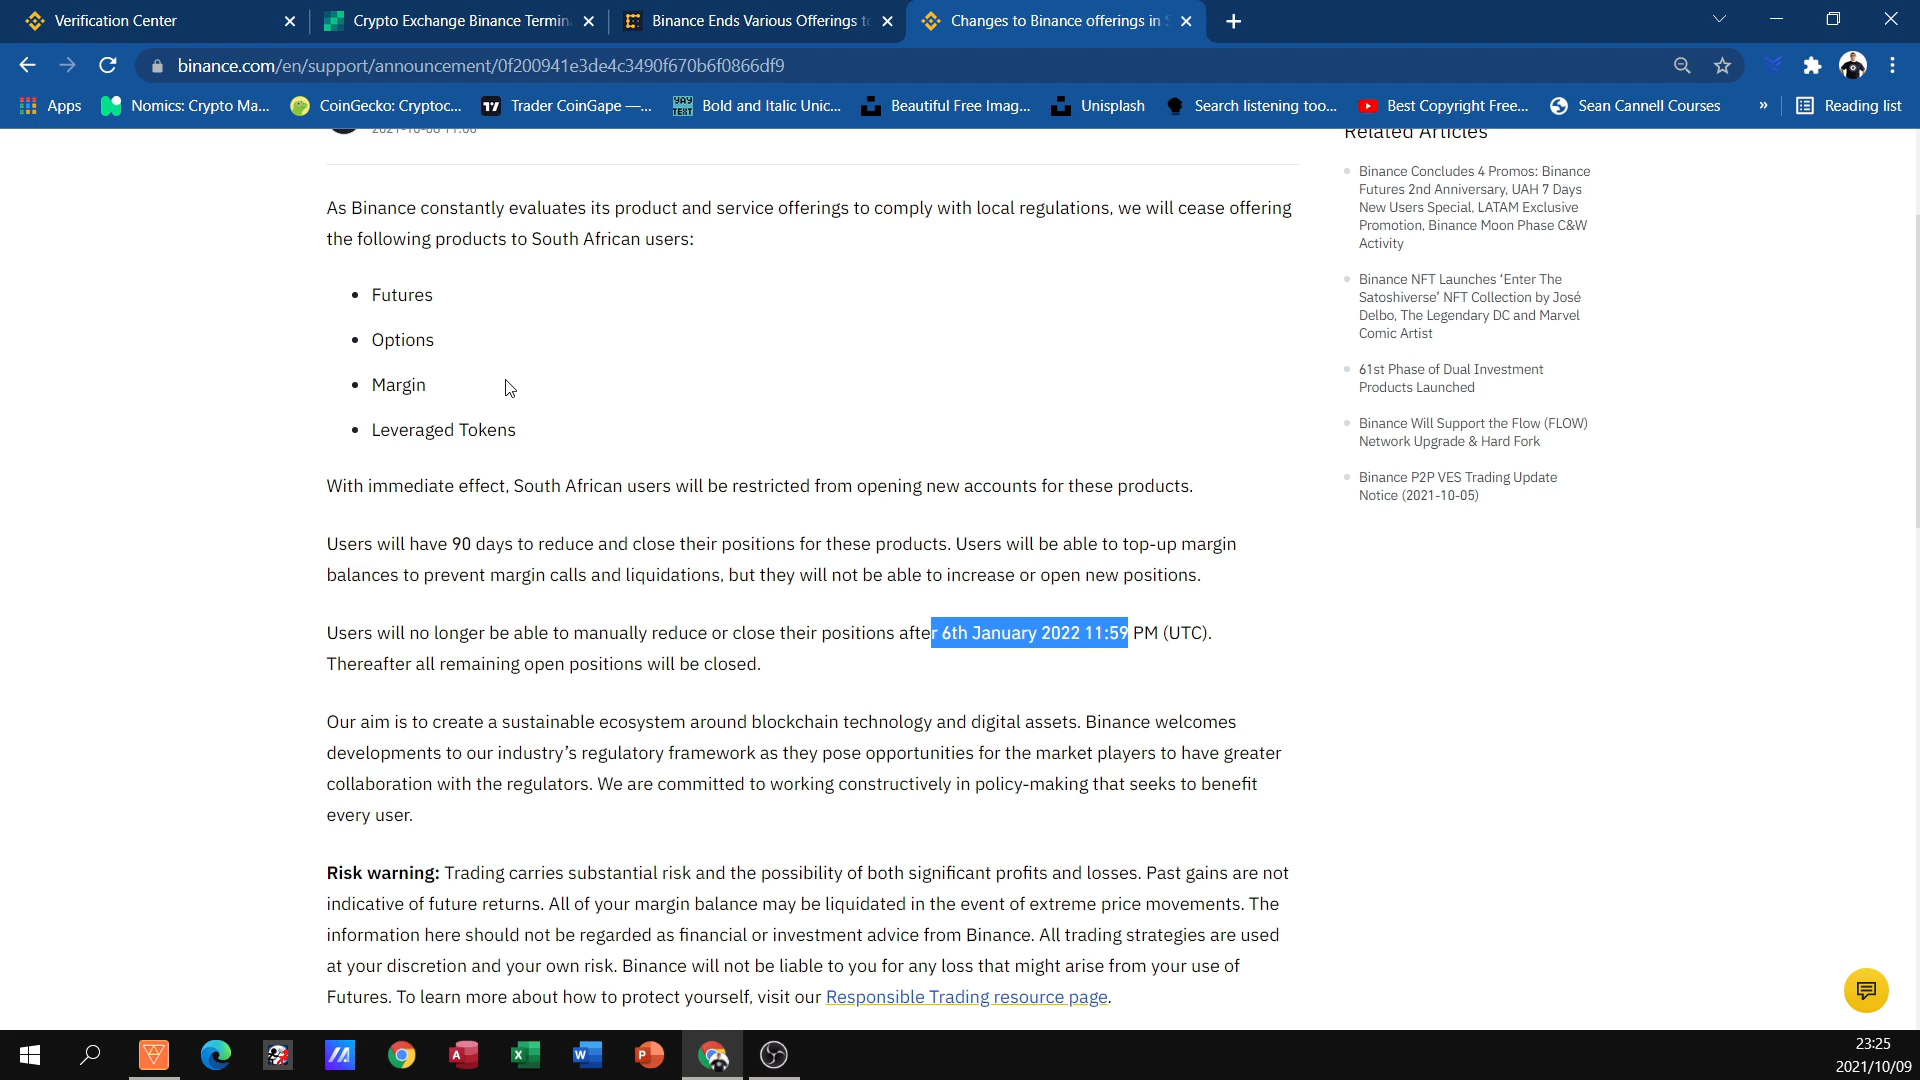 Verification Center
Crypto Exchange Binance Termin
Binance Ends Various Offerings to
Changes to Binance offerings in S
binance.com/en/support/announcement/0f200941e3de4c3490f670b6f0866df9
Apps
Nomics: Crypto Ma...
CoinGecko: Cryptoc...
Trader CoinGape —...
Bold and Italic Unic...
Beautiful Free Imag...
Unisplash
Search listening too...
Best Copyright Free...
Sean Cannell Courses
»
Reading list
2021-10-08 11:00
As Binance constantly evaluates its product and service offerings to comply with local regulations, we will cease offering
the following products to South African users:
• Futures
• Options
• Margin
• Leveraged Tokens
With immediate effect, South African users will be restricted from opening new accounts for these products.
Users will have 90 days to reduce and close their positions for these products. Users will be able to top-up margin
balances to prevent margin calls and liquidations, but they will not be able to increase or open new positions.
Users will no longer be able to manually reduce or close their positions after 6th January 2022 11:59 PM (UTC).
Thereafter all remaining open positions will be closed.
Our aim is to create a sustainable ecosystem around blockchain technology and digital assets. Binance welcomes
developments to our industry’s regulatory framework as they pose opportunities for the market players to have greater
collaboration with the regulators. We are committed to working constructively in policy-making that seeks to benefit
every user.
Risk warning: Trading carries substantial risk and the possibility of both significant profits and losses. Past gains are not
indicative of future returns. All of your margin balance may be liquidated in the event of extreme price movements. The
information here should not be regarded as financial or investment advice from Binance. All trading strategies are used
at your discretion and your own risk. Binance will not be liable to you for any loss that might arise from your use of
Futures. To learn more about how to protect yourself, visit our Responsible Trading resource page.
Related Articles
Binance Concludes 4 Promos: Binance
Futures 2nd Anniversary, UAH 7 Days
New Users Special, LATAM Exclusive
Promotion, Binance Moon Phase C&W
Activity
Binance NFT Launches ‘Enter The
Satoshiverse’ NFT Collection by José
Delbo, The Legendary DC and Marvel
Comic Artist
61st Phase of Dual Investment
Products Launched
Binance Will Support the Flow (FLOW)
Network Upgrade & Hard Fork
Binance P2P VES Trading Update
Notice (2021-10-05)
23:25
2021/10/09